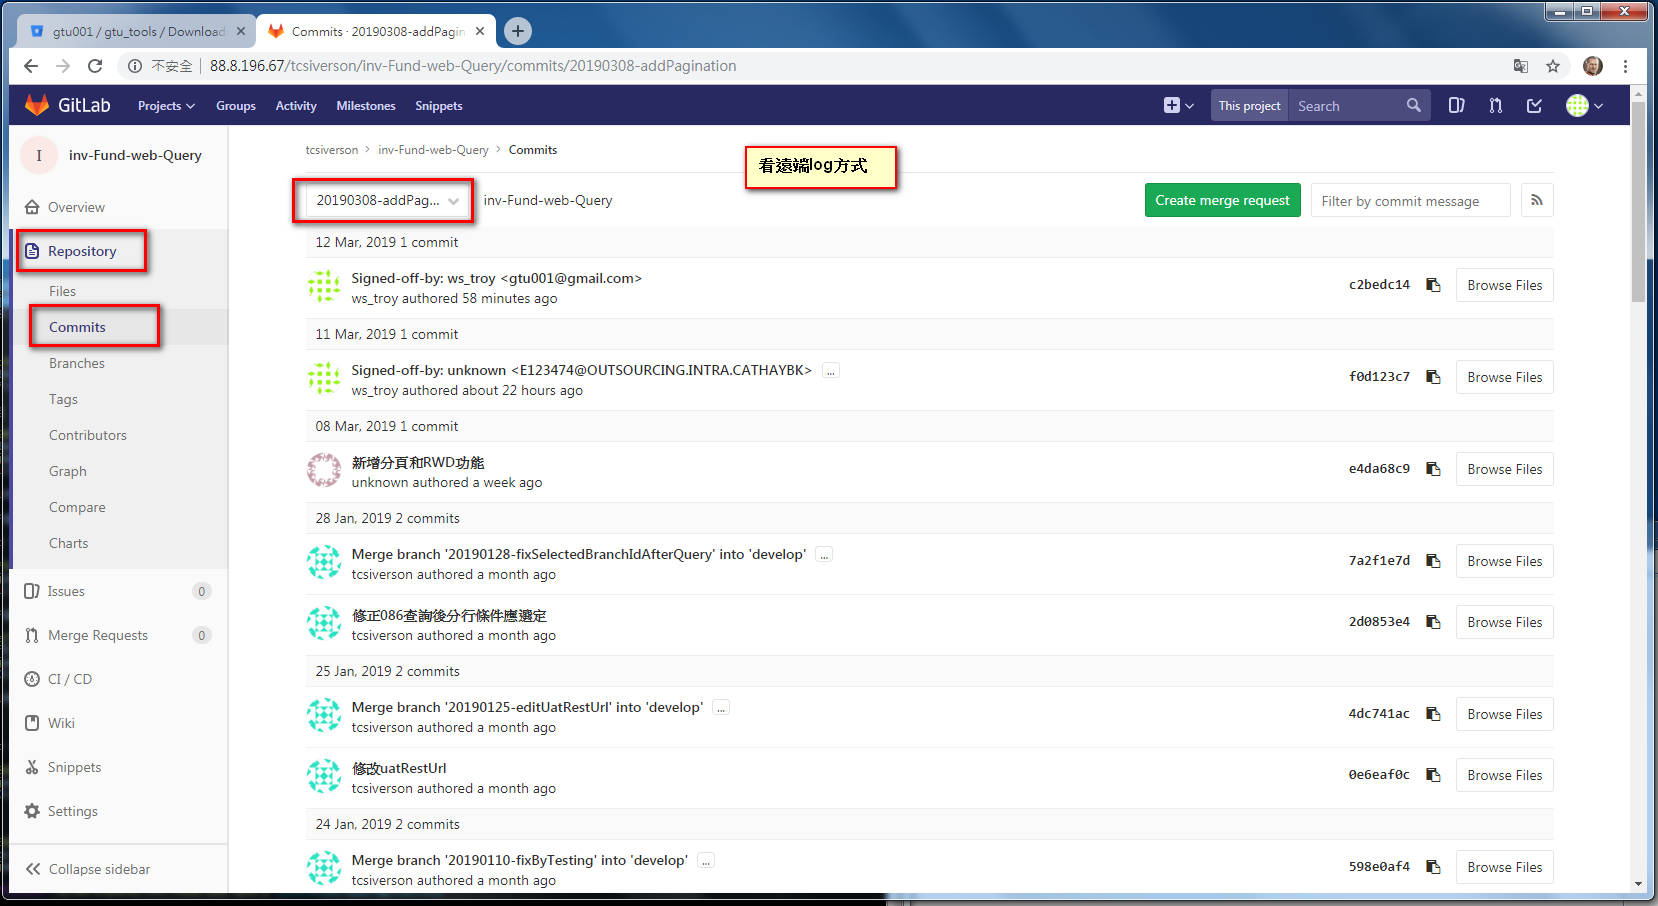 gtu001 / gtu_tools / Download
Commits · 20190308-addPagin
不安全 88.8.196.67/tcsiverson/inv-Fund-web-Query/commits/20190308-addPagination
GitLab Projects Groups Activity Milestones Snippets This project Search
I inv-Fund-web-Query
Overview
Repository
Files
Commits
Branches
Tags
Contributors
Graph
Compare
Charts
Issues 0
Merge Requests 0
CI / CD
Wiki
Snippets
Settings
Collapse sidebar
tcsiverson > inv-Fund-web-Query > Commits
看遠端log方式
20190308-addPag... inv-Fund-web-Query
Create merge request Filter by commit message
12 Mar, 2019 1 commit
Signed-off-by: ws_troy <gtu001@gmail.com>
ws_troy authored 58 minutes ago
c2bedc14 Browse Files
11 Mar, 2019 1 commit
Signed-off-by: unknown <E123474@OUTSOURCING.INTRA.CATHAYBK> ...
ws_troy authored about 22 hours ago
f0d123c7 Browse Files
08 Mar, 2019 1 commit
新增分頁和RWD功能
unknown authored a week ago
e4da68c9 Browse Files
28 Jan, 2019 2 commits
Merge branch '20190128-fixSelectedBranchIdAfterQuery' into 'develop' ...
tcsiverson authored a month ago
7a2f1e7d Browse Files
修正086查詢後分行條件應選定
tcsiverson authored a month ago
2d0853e4 Browse Files
25 Jan, 2019 2 commits
Merge branch '20190125-editUatRestUrl' into 'develop' ...
tcsiverson authored a month ago
4dc741ac Browse Files
修改uatRestUrl
tcsiverson authored a month ago
0e6eaf0c Browse Files
24 Jan, 2019 2 commits
Merge branch '20190110-fixByTesting' into 'develop' ...
tcsiverson authored a month ago
598e0af4 Browse Files